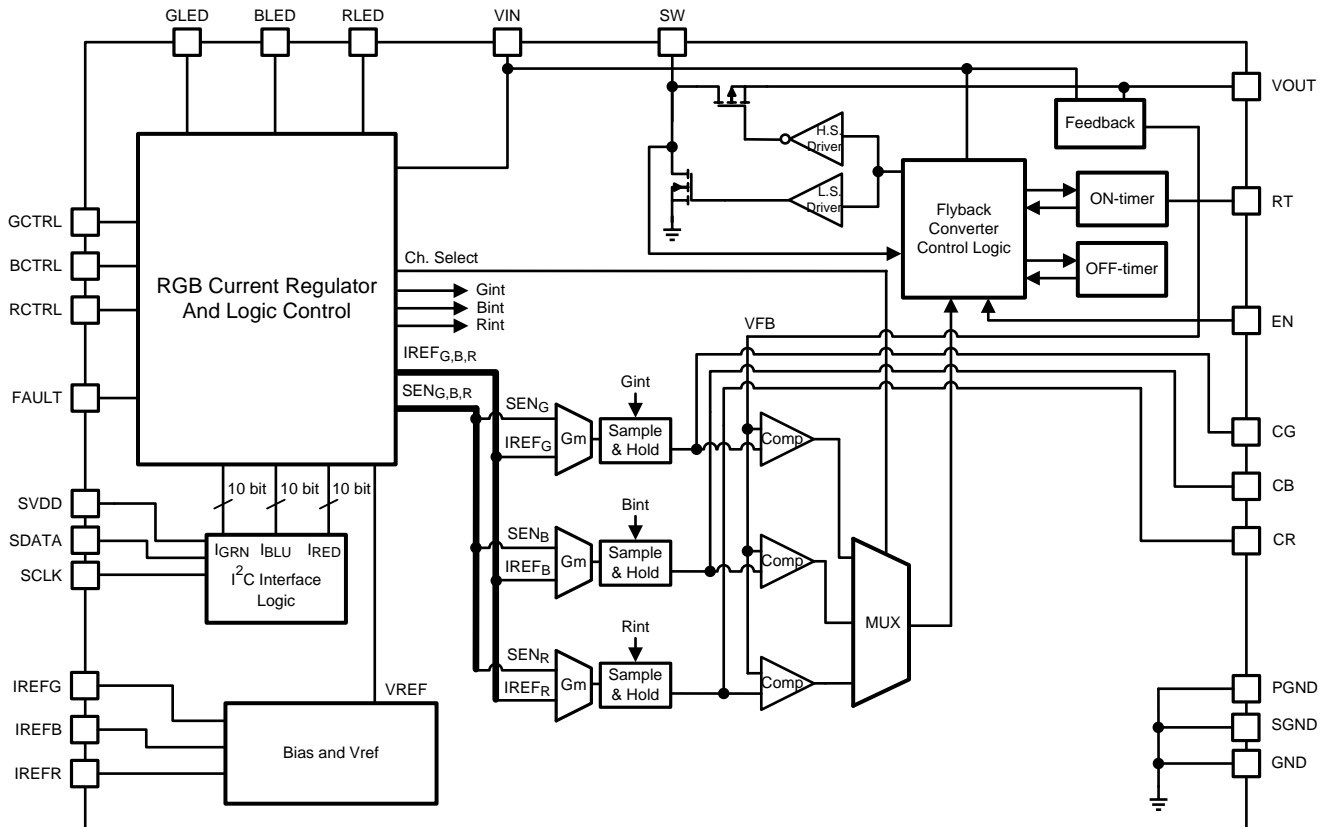 GLED
BLED
RLED
VIN
SW
VOUT
Feedback
H.S.
Driver
L.S.
Driver
Flyback
Converter
Control Logic
ON-timer
RT
OFF-timer
GCTRL
BCTRL
RCTRL
RGB Current Regulator
And Logic Control
Ch. Select
Gint
Bint
Rint
EN
VFB
IREFG,B,R
SENG,B,R
FAULT
Gint
SENG
IREFG
Gm
Sample
& Hold
Comp
CG
CB
CR
10 bit
10 bit
10 bit
SVDD
SDATA
SCLK
IGRN
IBLU
IRED
I2C Interface
Logic
Bint
SENB
IREFB
Gm
Sample
& Hold
Comp
MUX
Rint
SENR
IREFR
Gm
Sample
& Hold
Comp
IREFG
IREFB
IREFR
VREF
Bias and Vref
PGND
SGND
GND